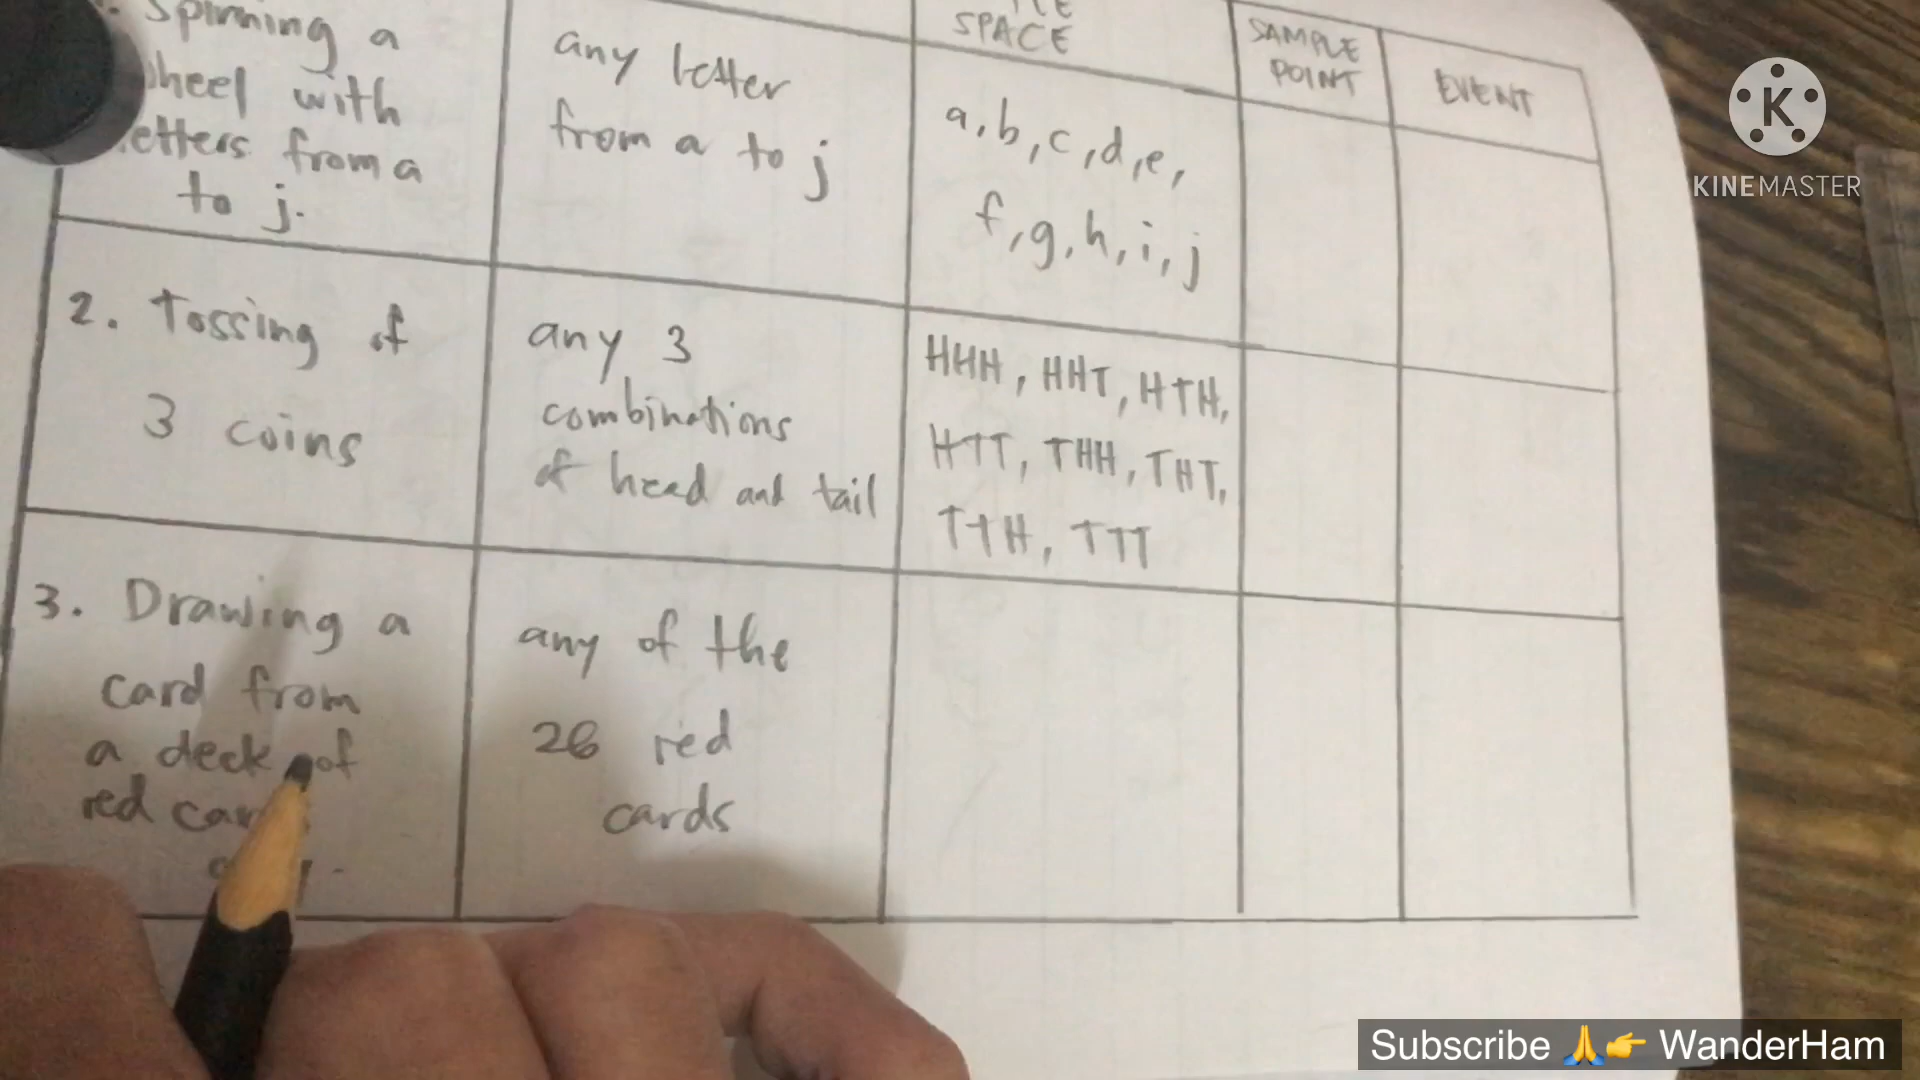 Spinning a
wheel with
letters from a
to j.
any letter
from a to j
SPACE
a, b, c, d, e,
f, g, h, i, j
SAMPLE
POINT
EVENT
2. Tossing of
3 coins
any 3
combinations
of head and tail
HHH, HHT, HTH,
HTT, THH, THT,
TTH, TTT
3. Drawing a
card from
a deck of
red
any of the
26 red
cards
K
KINEMASTER
Subscribe 🙏👉 WanderHam